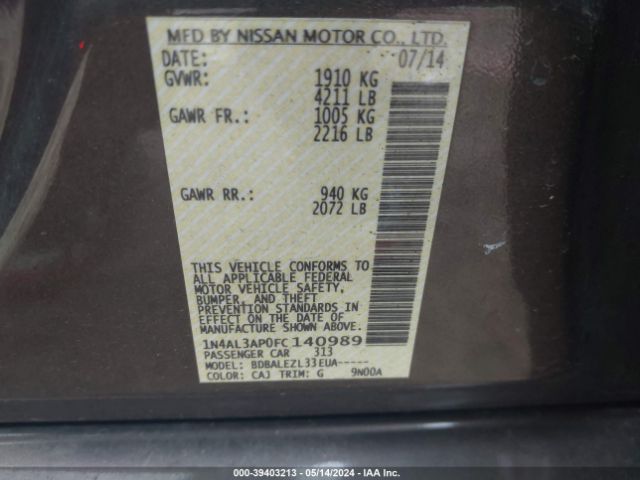 MFD BY NISSAN MOTOR CO., LTD.
DATE: 07/14
GVWR: 1910 KG
4211 LB
GAWR FR.: 1005 KG
2216 LB
GAWR RR.: 940 KG
2072 LB
THIS VEHICLE CONFORMS TO
ALL APPLICABLE FEDERAL
MOTOR VEHICLE SAFETY,
BUMPER, AND THEFT
PREVENTION STANDARDS IN
EFFECT ON THE DATE OF
MANUFACTURE SHOWN ABOVE.
1N4AL3AP0FC 140989
PASSENGER CAR 313
MODEL: BDBALEZL33EUA-----
COLOR: CAJ TRIM: G 9N00A
000-39403213 - 05/14/2024 - IAA Inc.